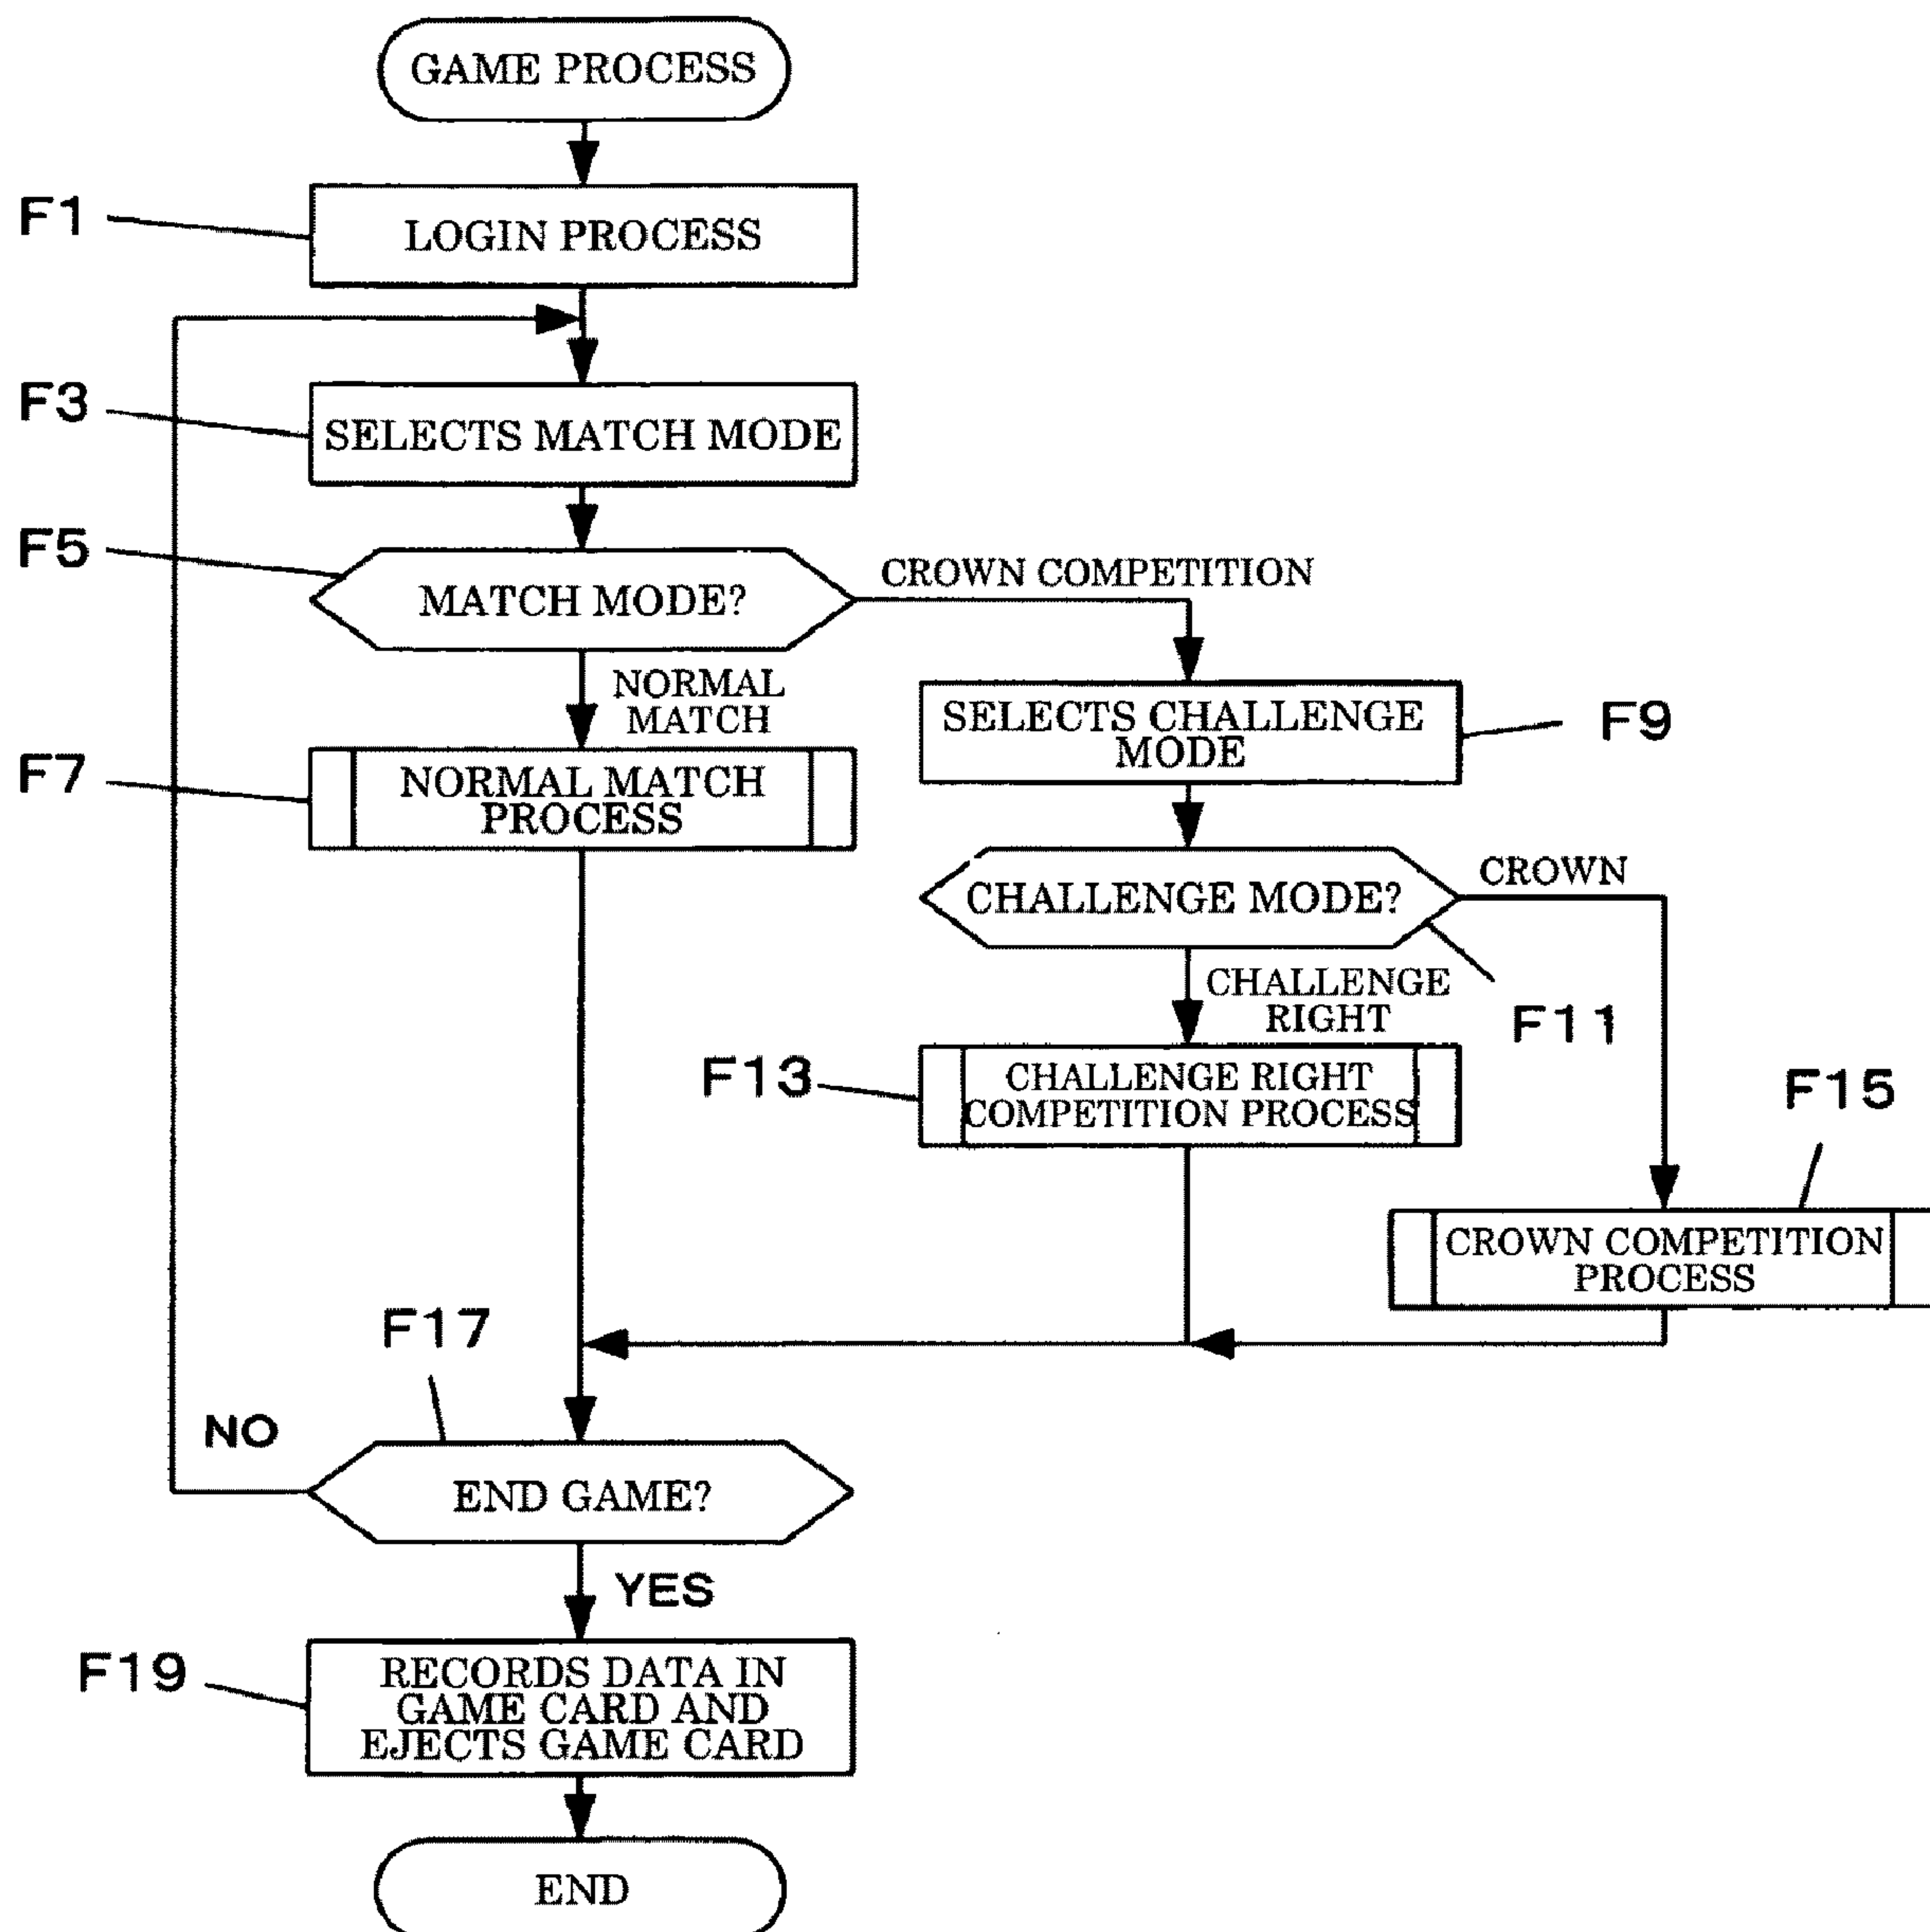 GAME PROCESS
F1
LOGIN PROCESS
F3
SELECTS MATCH MODE
F5
MATCH MODE?
CROWN COMPETITION
NORMAL
MATCH
F7
NORMAL MATCH
PROCESS
SELECTS CHALLENGE
MODE
F9
CHALLENGE MODE?
CROWN
F11
CHALLENGE
RIGHT
F13
CHALLENGE RIGHT
COMPETITION PROCESS
F15
CROWN COMPETITION
PROCESS
F17
NO
END GAME?
YES
F19
RECORDS DATA IN
GAME CARD AND
EJECTS GAME CARD
END